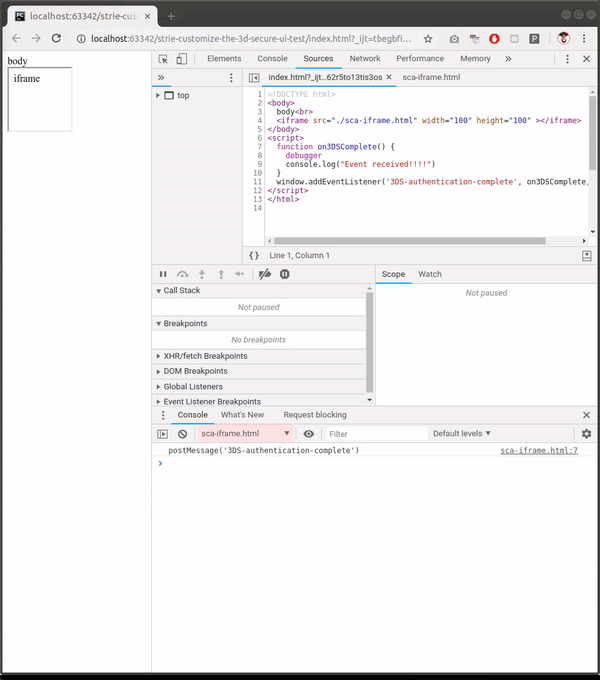 localhost:63342/strie-custo
localhost:63342/strie-customize-the-3d-secure-ui-test/index.html?_ijt=tbegbfi...
body
iframe
Elements Console Sources Network Performance Memory »
» index.html?_ijt...62r5to13tis3os × sca-iframe.html
top
1 <!DOCTYPE html>
2 <body>
3 body<br>
4 <iframe src="./sca-iframe.html" width="100" height="100" ></iframe>
5 </body>
6 <script>
7 function on3DSComplete() {
8 debugger
9 console.log("Event received!!!!")
10 }
11 window.addEventListener('3DS-authentication-complete', on3DSComplete,
12 </script>
13 </html>
14
{} Line 1, Column 1
Scope Watch
Call Stack
Not paused
Not paused
Breakpoints
No breakpoints
XHR/fetch Breakpoints
DOM Breakpoints
Global Listeners
Event Listener Breakpoints
Console What's New Request blocking
sca-iframe.html Filter Default levels
postMessage('3DS-authentication-complete') sca-iframe.html:7